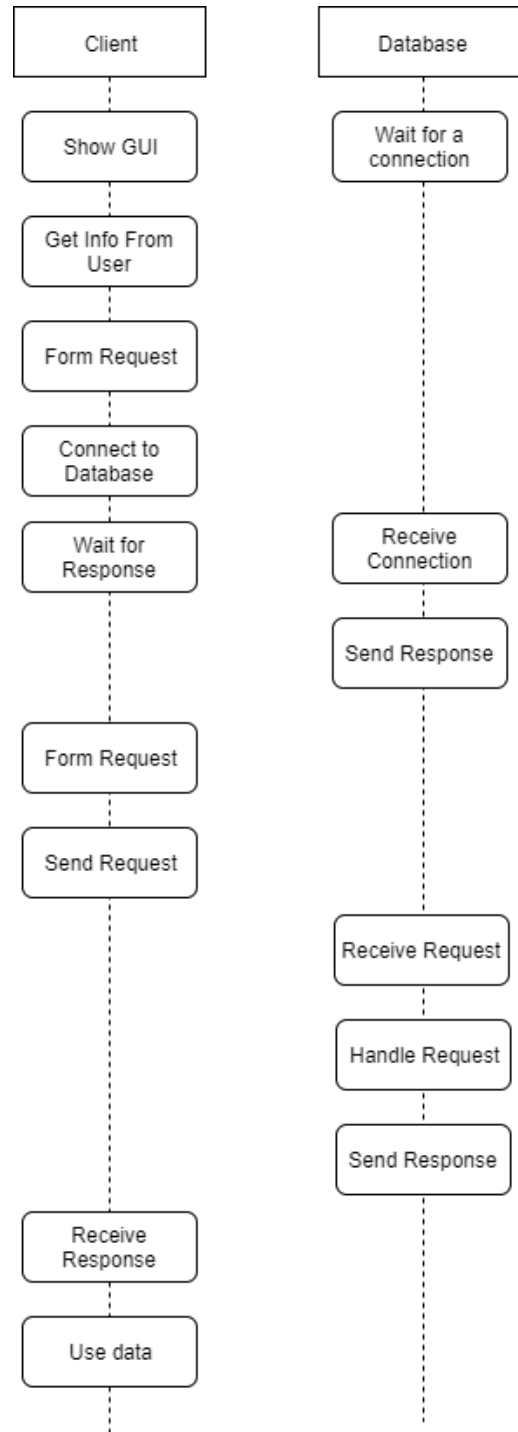 Client
Database
Show GUI
Wait for a
connection
Get Info From
User
Form Request
Connect to
Database
Wait for
Response
Receive
Connection
Send Response
Form Request
Send Request
Receive Request
Handle Request
Send Response
Receive
Response
Use data